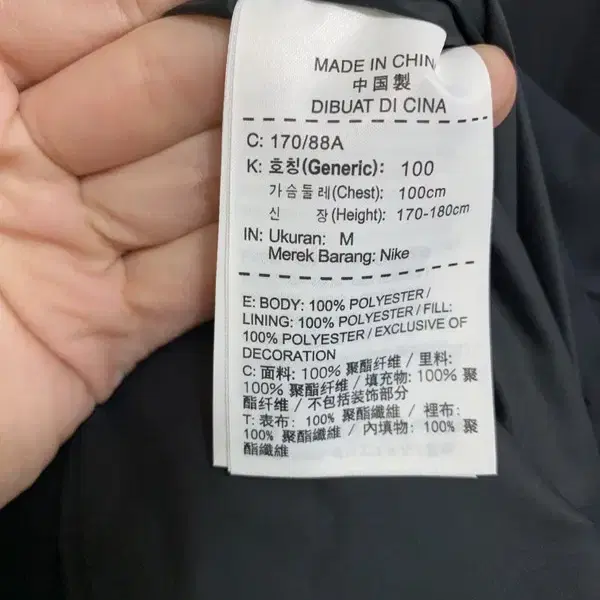 MADE IN CHIN
中国製
DIBUAT DI CINA
C: 170/88A
K: 호칭(Generic): 100
가슴둘레(Chest): 100cm
신 장(Height): 170-180cm
IN: Ukuran: M
Merek Barang: Nike
E: BODY: 100% POLYESTER /
LINING: 100% POLYESTER / FILL:
100% POLYESTER / EXCLUSIVE OF
DECORATION
C: 面料: 100% 聚酯纤维 / 里料:
100% 聚酯纤维 / 填充物: 100% 聚
酯纤维 / 不包括装饰部分
T: 表布: 100% 聚酯纖維 / 裡布:
100% 聚酯纖維 / 內填物: 100% 聚
酯纖維